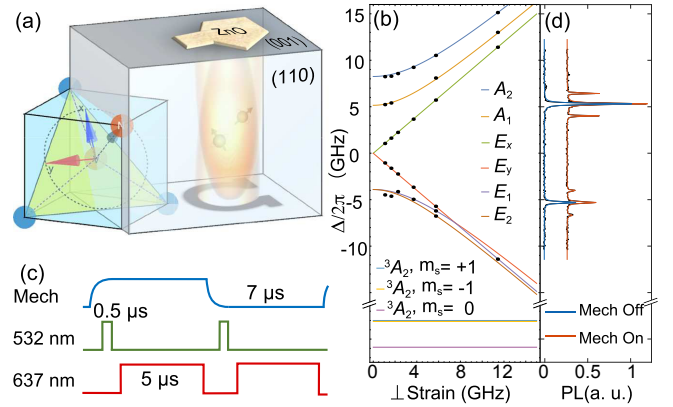 (a)
ZnO
(001)
(110)
(b)
15
10
5
0
-5
-10
Δ/2π (GHz)
A₂
A₁
Eₓ
Eᵧ
E₁
E₂
³A₂, mₛ= +1
³A₂, mₛ= -1
³A₂, mₛ= 0
0 4 8 12
⊥Strain (GHz)
(c)
Mech
7 μs
0.5 μs
532 nm
637 nm
5 μs
(d)
Mech Off
Mech On
0 0.5 1
PL(a. u.)